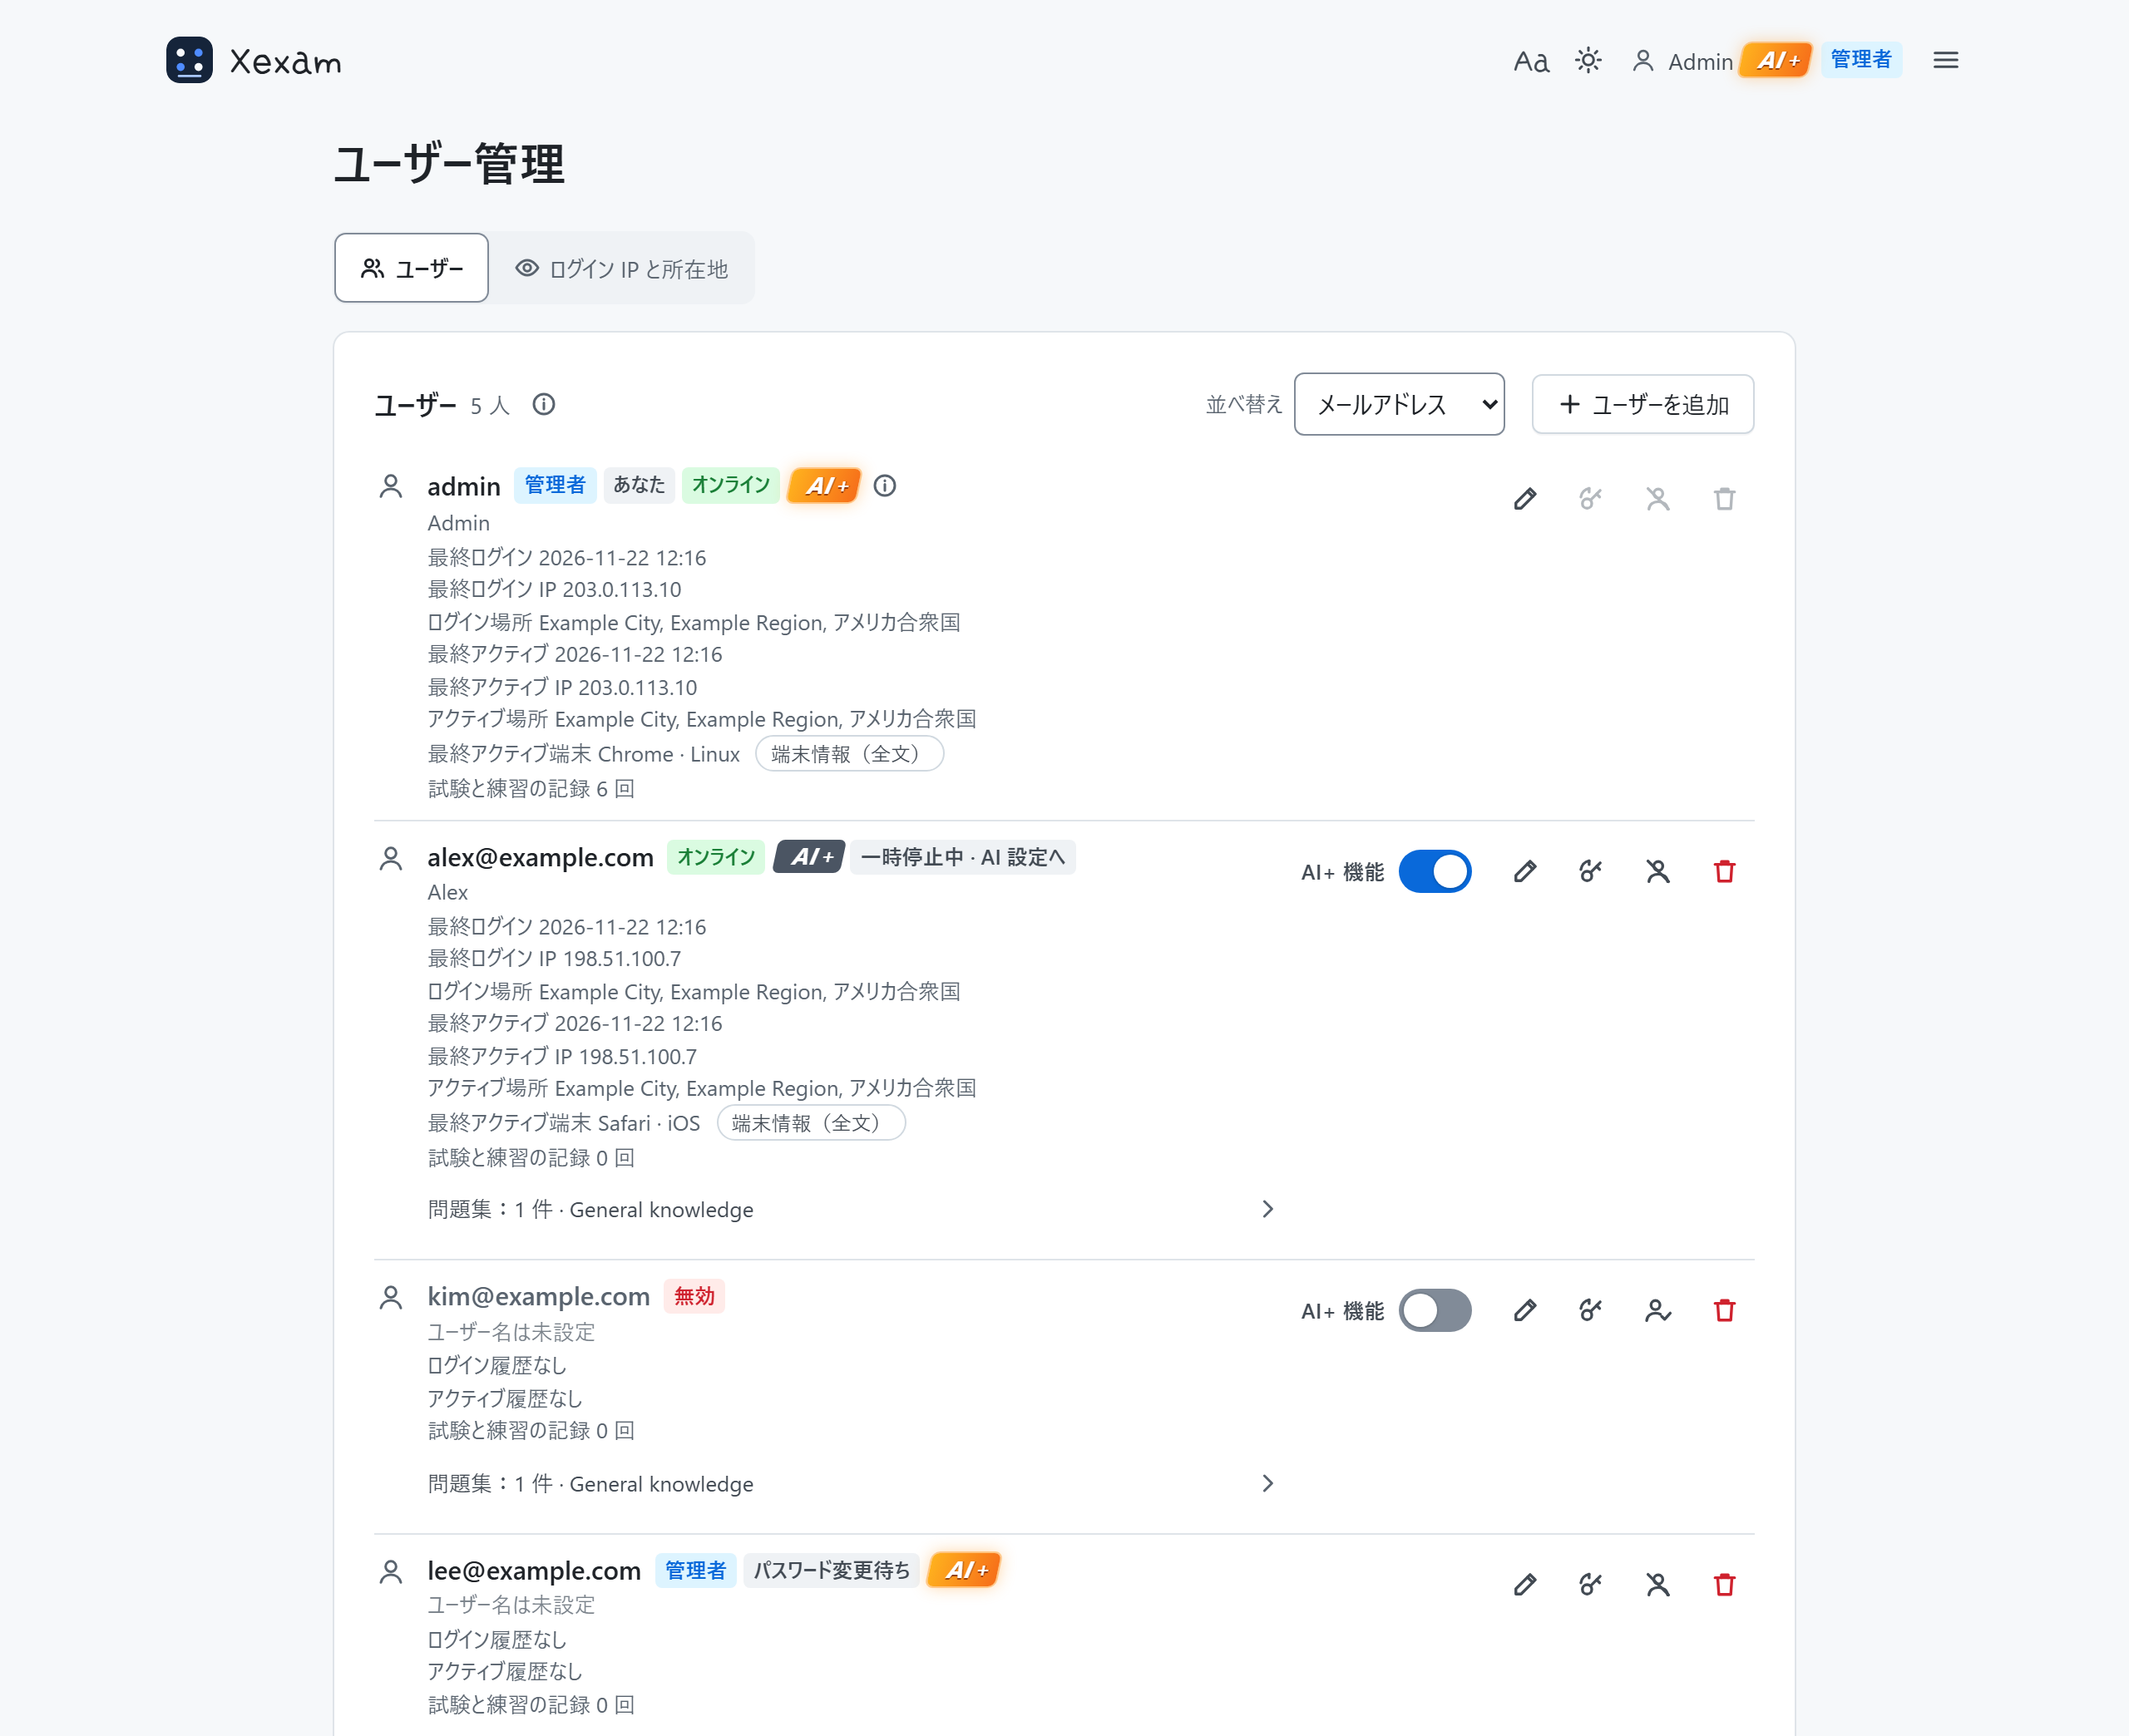 Xexam
Aa Admin AI+ 管理者
ユーザー管理
ユーザー ログイン IP と所在地
ユーザー 5 人 並べ替え メールアドレス ユーザーを追加
admin 管理者 あなた オンライン AI+
Admin
最終ログイン 2026-11-22 12:16
最終ログイン IP 203.0.113.10
ログイン場所 Example City, Example Region, アメリカ合衆国
最終アクティブ 2026-11-22 12:16
最終アクティブ IP 203.0.113.10
アクティブ場所 Example City, Example Region, アメリカ合衆国
最終アクティブ端末 Chrome · Linux 端末情報（全文）
試験と練習の記録 6 回
alex@example.com オンライン AI+ 一時停止中 · AI 設定へ AI+ 機能
Alex
最終ログイン 2026-11-22 12:16
最終ログイン IP 198.51.100.7
ログイン場所 Example City, Example Region, アメリカ合衆国
最終アクティブ 2026-11-22 12:16
最終アクティブ IP 198.51.100.7
アクティブ場所 Example City, Example Region, アメリカ合衆国
最終アクティブ端末 Safari · iOS 端末情報（全文）
試験と練習の記録 0 回
問題集：1 件 · General knowledge
kim@example.com 無効 AI+ 機能
ユーザー名は未設定
ログイン履歴なし
アクティブ履歴なし
試験と練習の記録 0 回
問題集：1 件 · General knowledge
lee@example.com 管理者 パスワード変更待ち AI+
ユーザー名は未設定
ログイン履歴なし
アクティブ履歴なし
試験と練習の記録 0 回